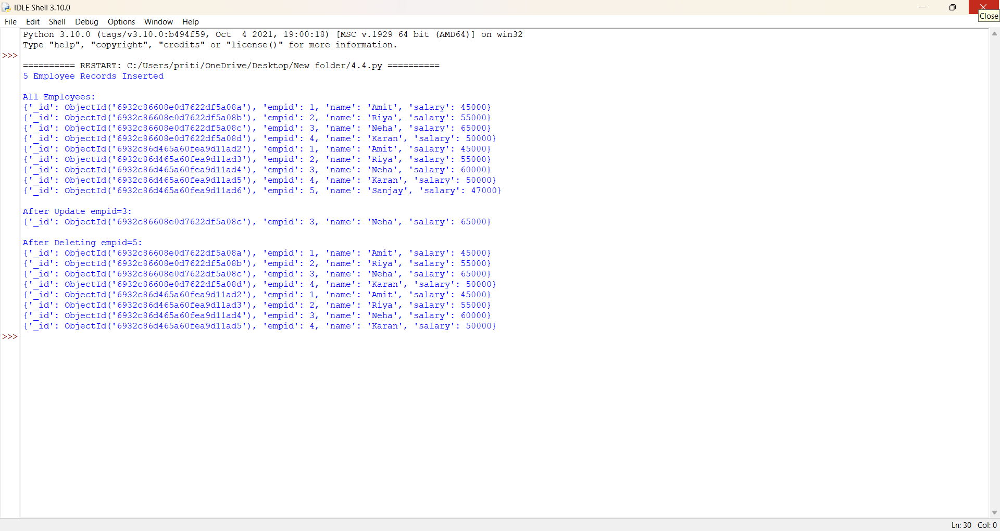 IDLE Shell 3.10.0
Close
File Edit Shell Debug Options Window Help
Python 3.10.0 (tags/v3.10.0:b494f59, Oct  4 2021, 19:00:18) [MSC v.1929 64 bit (AMD64)] on win32
Type "help", "copyright", "credits" or "license()" for more information.
>>>
========== RESTART: C:/Users/priti/OneDrive/Desktop/New folder/4.4.py ==========
5 Employee Records Inserted
All Employees:
{'_id': ObjectId('6932c86608e0d7622df5a08a'), 'empid': 1, 'name': 'Amit', 'salary': 45000}
{'_id': ObjectId('6932c86608e0d7622df5a08b'), 'empid': 2, 'name': 'Riya', 'salary': 55000}
{'_id': ObjectId('6932c86608e0d7622df5a08c'), 'empid': 3, 'name': 'Neha', 'salary': 65000}
{'_id': ObjectId('6932c86608e0d7622df5a08d'), 'empid': 4, 'name': 'Karan', 'salary': 50000}
{'_id': ObjectId('6932c86d465a60fea9d11ad2'), 'empid': 1, 'name': 'Amit', 'salary': 45000}
{'_id': ObjectId('6932c86d465a60fea9d11ad3'), 'empid': 2, 'name': 'Riya', 'salary': 55000}
{'_id': ObjectId('6932c86d465a60fea9d11ad4'), 'empid': 3, 'name': 'Neha', 'salary': 60000}
{'_id': ObjectId('6932c86d465a60fea9d11ad5'), 'empid': 4, 'name': 'Karan', 'salary': 50000}
{'_id': ObjectId('6932c86d465a60fea9d11ad6'), 'empid': 5, 'name': 'Sanjay', 'salary': 47000}
After Update empid=3:
{'_id': ObjectId('6932c86608e0d7622df5a08c'), 'empid': 3, 'name': 'Neha', 'salary': 65000}
After Deleting empid=5:
{'_id': ObjectId('6932c86608e0d7622df5a08a'), 'empid': 1, 'name': 'Amit', 'salary': 45000}
{'_id': ObjectId('6932c86608e0d7622df5a08b'), 'empid': 2, 'name': 'Riya', 'salary': 55000}
{'_id': ObjectId('6932c86608e0d7622df5a08c'), 'empid': 3, 'name': 'Neha', 'salary': 65000}
{'_id': ObjectId('6932c86608e0d7622df5a08d'), 'empid': 4, 'name': 'Karan', 'salary': 50000}
{'_id': ObjectId('6932c86d465a60fea9d11ad2'), 'empid': 1, 'name': 'Amit', 'salary': 45000}
{'_id': ObjectId('6932c86d465a60fea9d11ad3'), 'empid': 2, 'name': 'Riya', 'salary': 55000}
{'_id': ObjectId('6932c86d465a60fea9d11ad4'), 'empid': 3, 'name': 'Neha', 'salary': 60000}
{'_id': ObjectId('6932c86d465a60fea9d11ad5'), 'empid': 4, 'name': 'Karan', 'salary': 50000}
>>>
Ln: 30 Col: 0